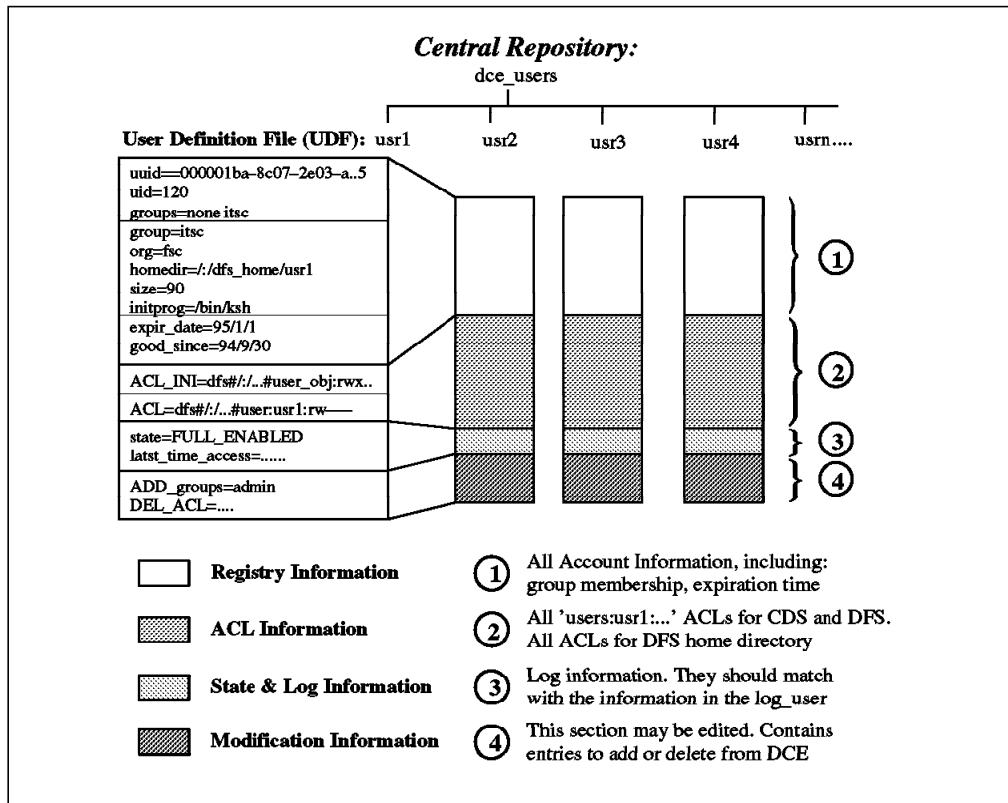 Central Repository:
dce_users
User Definition File (UDF): usr1 usr2 usr3 usr4 usrn....
uuid==000001ba–8c07–2e03–a..5
uid=120
groups=none itsc
group=itsc
org=fsc
homedir=/:/dfs_home/usr1
size=90
initprog=/bin/ksh
expir_date=95/1/1
good_since=94/9/30
ACL_INI=dfs#/:/...#user_obj:rwx..
ACL=dfs#/:/...#user:usr1:rw——
state=FULL_ENABLED
latst_time_access=......
ADD_groups=admin
DEL_ACL=....
1
2
3
4
Registry Information
1 All Account Information, including:
group membership, expiration time
ACL Information
2 All 'users:usr1:...' ACLs for CDS and DFS.
All ACLs for DFS home directory
State & Log Information
3 Log information. They should match
with the information in the log_user
Modification Information
4 This section may be edited. Contains
entries to add or delete from DCE